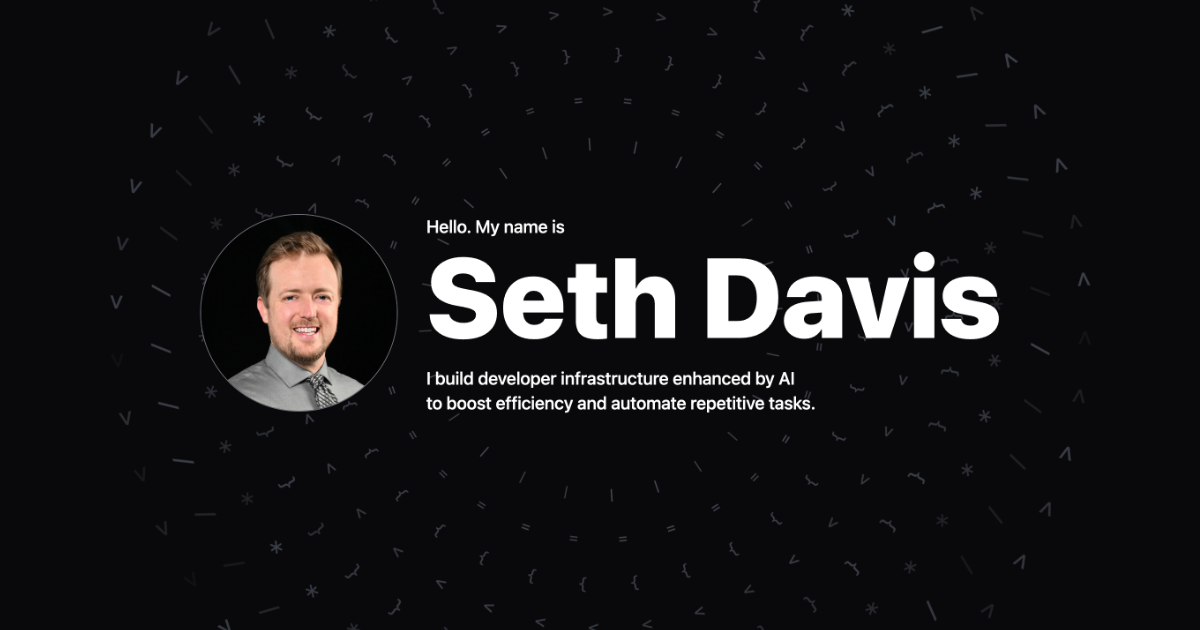 Hello. My name is
Seth Davis
I build developer infrastructure enhanced by AI
to boost efficiency and automate repetitive tasks.